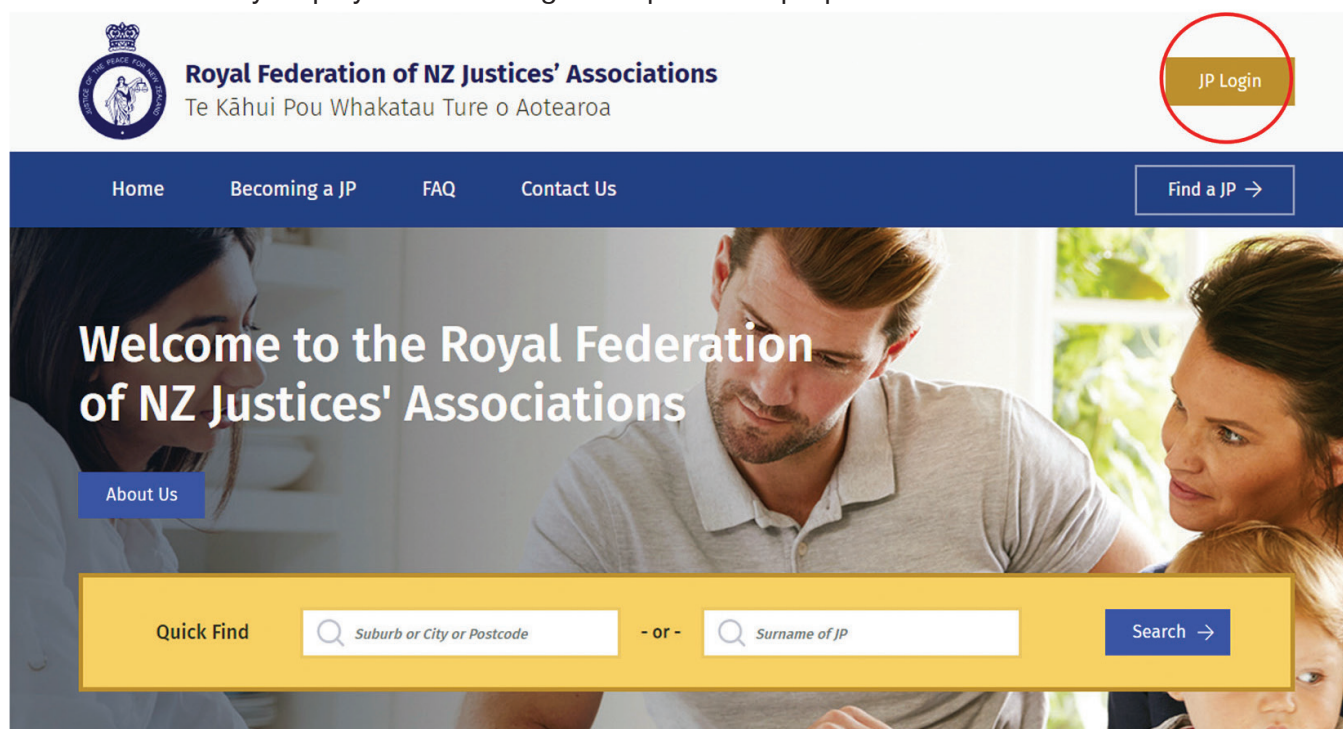 Royal Federation of NZ Justices’ Associations
Te Kāhui Pou Whakatau Ture o Aotearoa
JP Login
Home Becoming a JP FAQ Contact Us Find a JP →
Welcome to the Royal Federation
of NZ Justices' Associations
About Us
Quick Find Suburb or City or Postcode - or - Surname of JP Search →